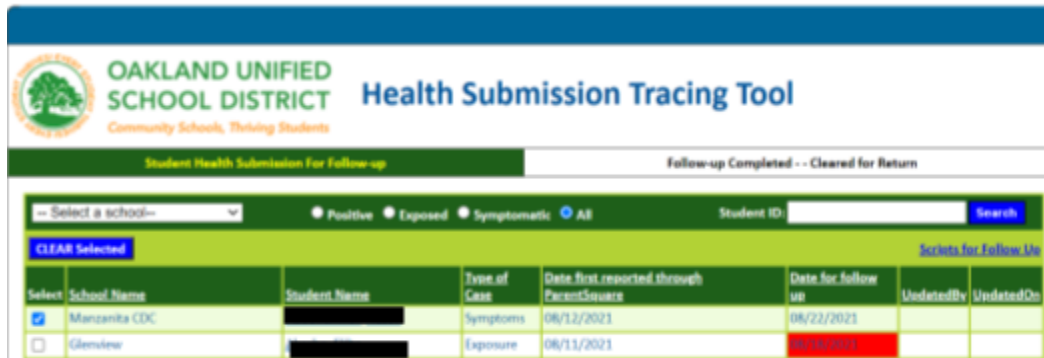 OAKLAND UNIFIED
SCHOOL DISTRICT
Community Schools, Thriving Students
Health Submission Tracing Tool
Student Health Submission For Follow-up
Follow-up Completed - - Cleared for Return
-- Select a school-- Positive Exposed Symptomatic All Student ID: Search
CLEAR Selected Scripts for Follow Up
Select School Name Student Name Type of Case Date first reported through ParentSquare Date for follow up UpdatedBy UpdatedOn
Manzanita CDC Symptoms 08/12/2021 08/22/2021
Glenview Exposure 08/11/2021